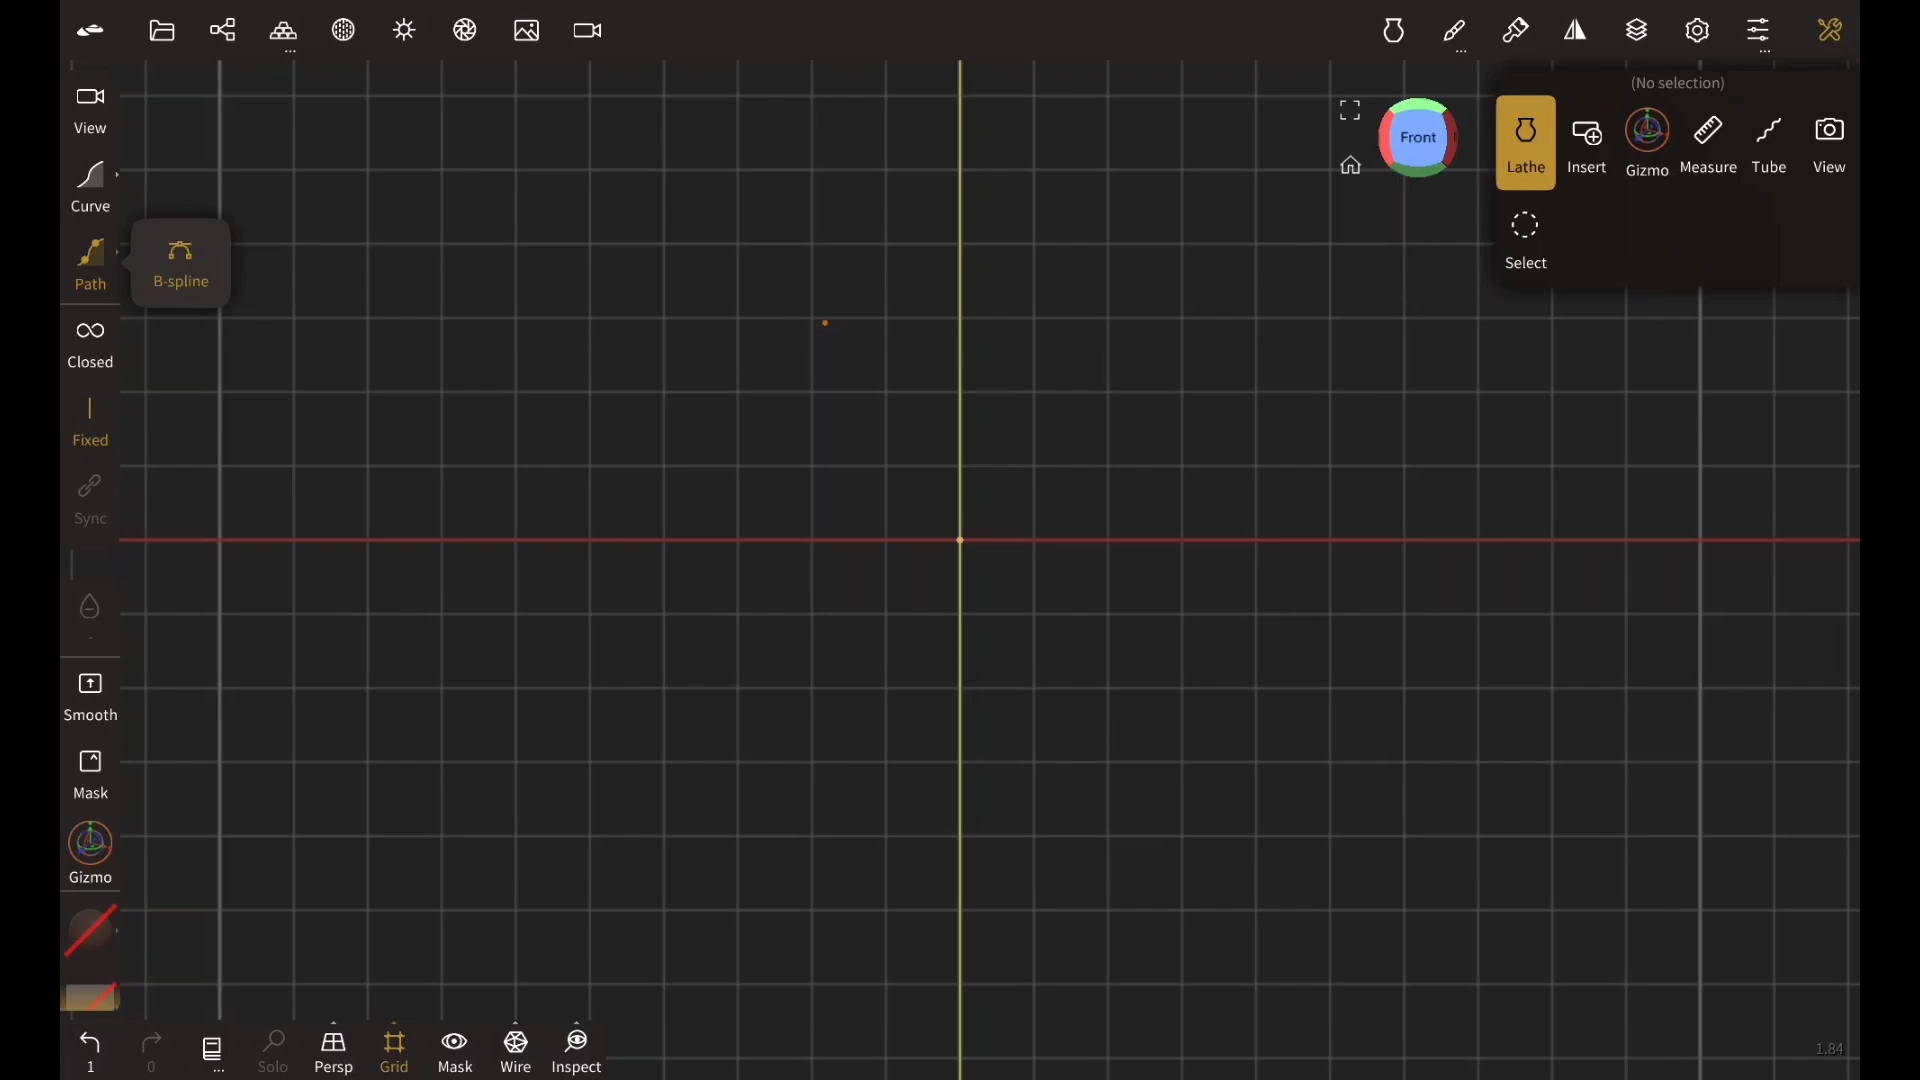 (No selection)
View
Front
Lathe
Insert
Gizmo
Measure
Tube
View
Curve
Select
Path
B-spline
Closed
Fixed
Sync
-
Smooth
Mask
Gizmo
1
0
...
Solo
Persp
Grid
Mask
Wire
Inspect
1.84